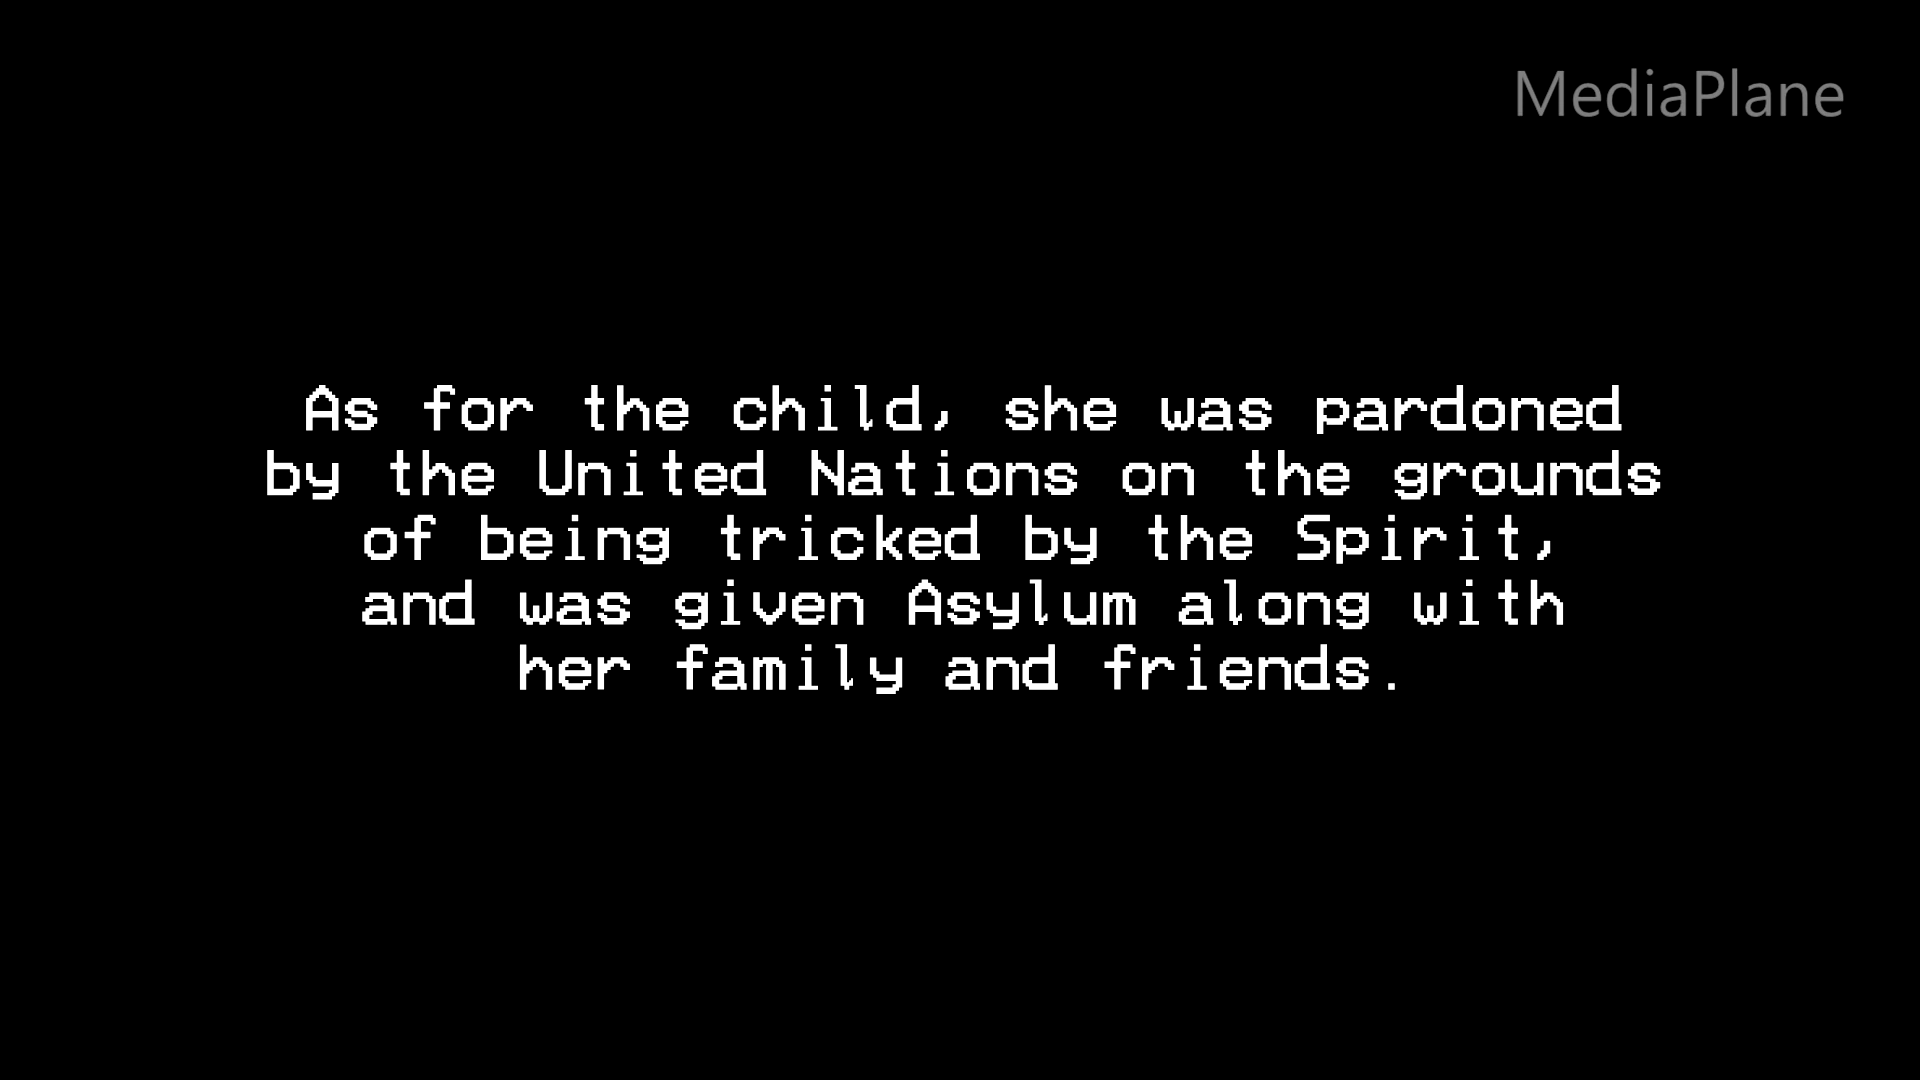 MediaPlane
As for the child, she was pardoned
by the United Nations on the grounds
of being tricked by the Spirit,
and was given Asylum along with
her family and friends.